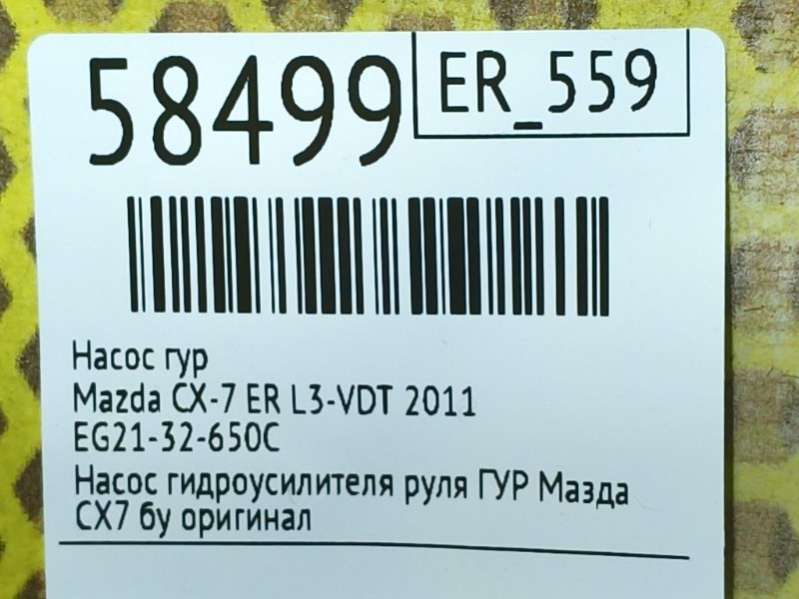 58499
ER_559
Насос гур
Mazda CX-7 ER L3-VDT 2011
EG21-32-650C
Насос гидроусилителя руля ГУР Мазда
СХ7 бу оригинал